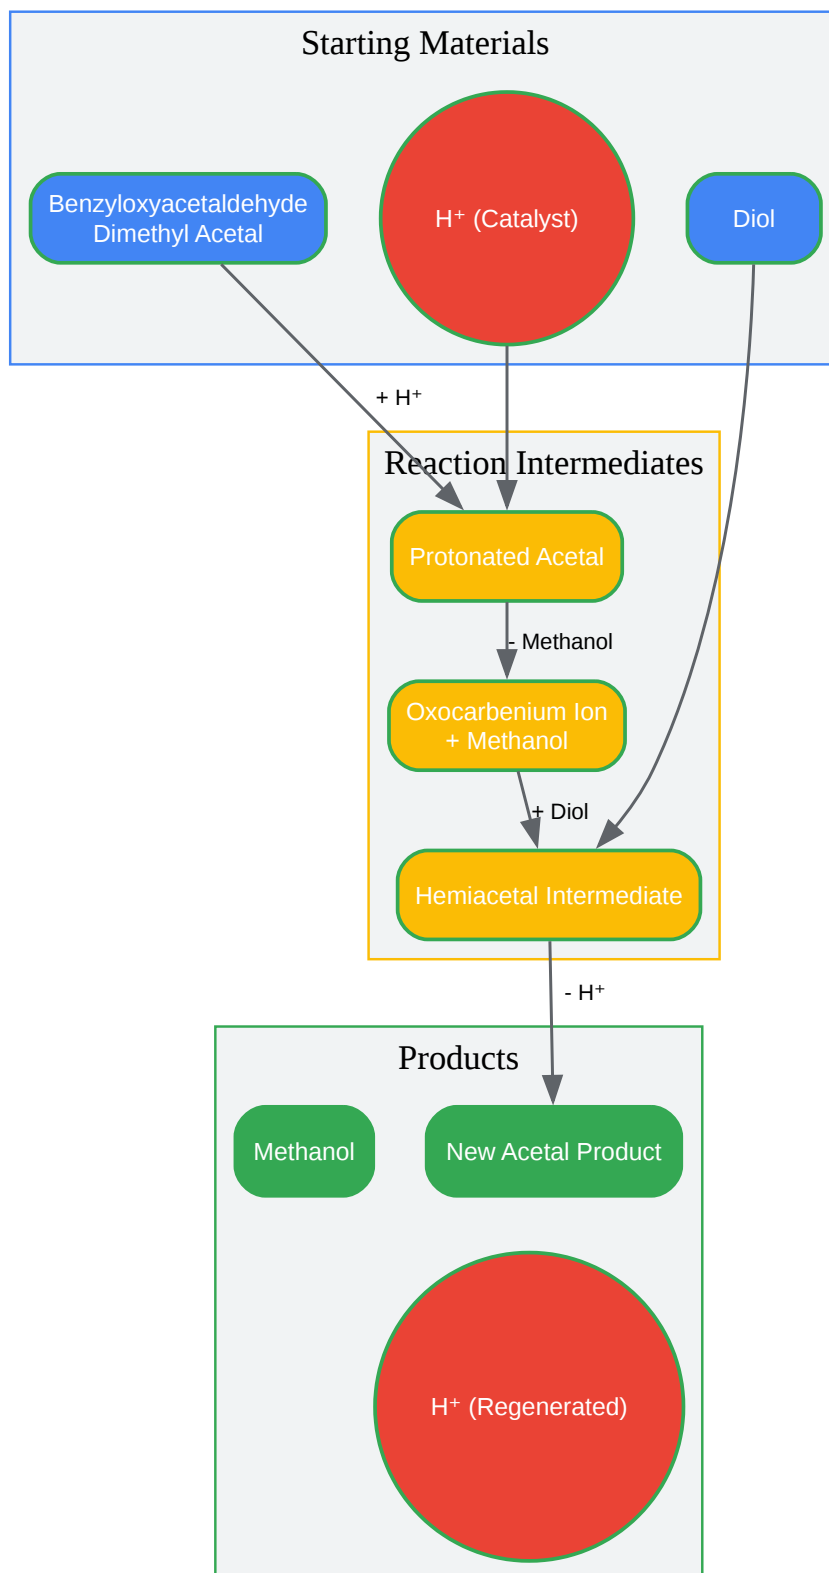 Starting Materials
Benzyloxyacetaldehyde
Dimethyl Acetal
H⁺ (Catalyst)
Diol
+ H⁺
Reaction Intermediates
Protonated Acetal
- Methanol
Oxocarbenium Ion
+ Methanol
+ Diol
Hemiacetal Intermediate
- H⁺
Products
Methanol
New Acetal Product
H⁺ (Regenerated)